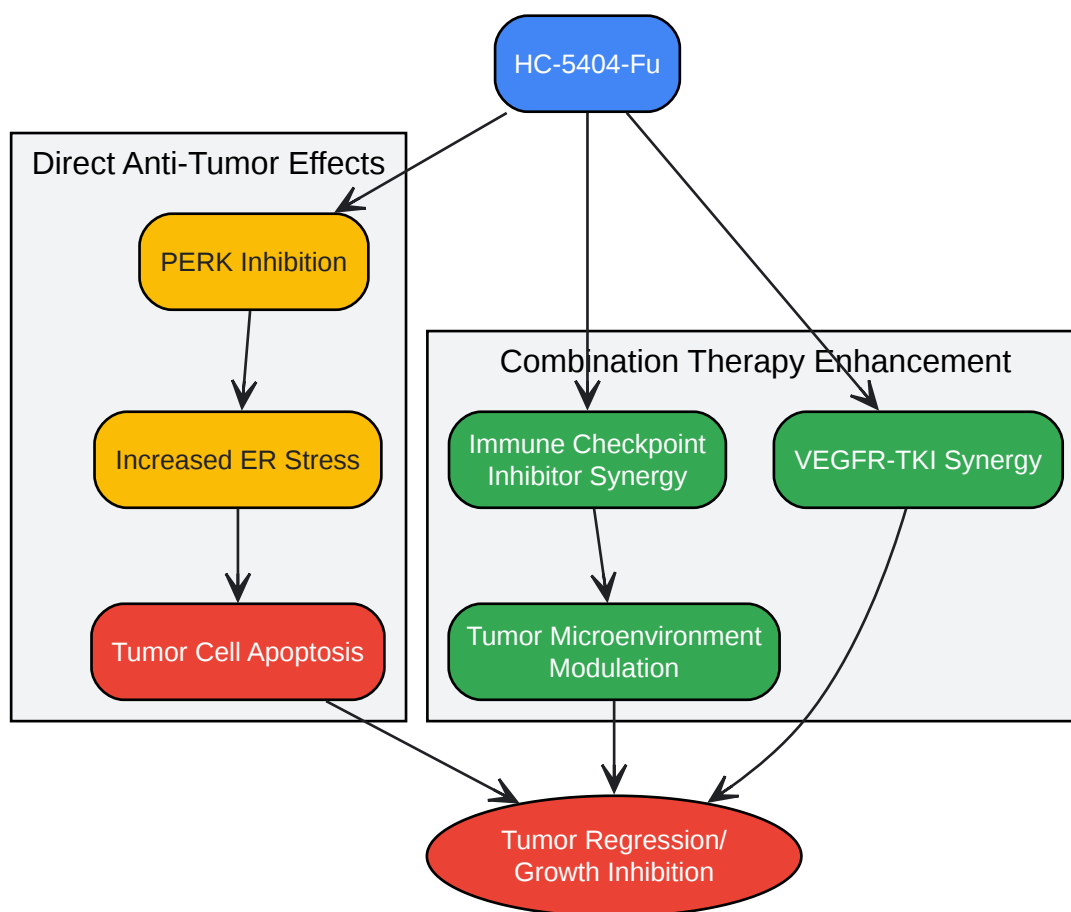 HC-5404-Fu
Direct Anti-Tumor Effects
PERK Inhibition
Increased ER Stress
Tumor Cell Apoptosis
Combination Therapy Enhancement
Immune Checkpoint
Inhibitor Synergy
VEGFR-TKI Synergy
Tumor Microenvironment
Modulation
Tumor Regression/
Growth Inhibition